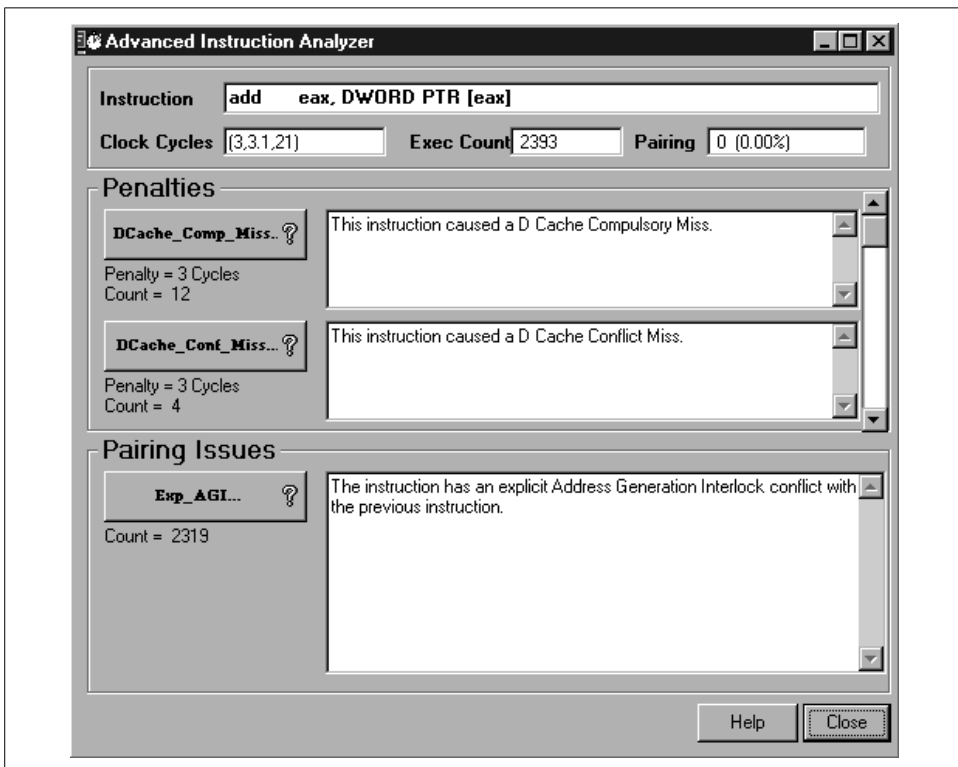 Advanced Instruction Analyzer
Instruction add eax, DWORD PTR [eax]
Clock Cycles (3,3.1,21) Exec Count 2393 Pairing 0 (0.00%)
Penalties
DCache_Comp_Miss.. This instruction caused a D Cache Compulsory Miss.
Penalty = 3 Cycles
Count = 12
DCache_Conf_Miss... This instruction caused a D Cache Conflict Miss.
Penalty = 3 Cycles
Count = 4
Pairing Issues
Exp_AGI... The instruction has an explicit Address Generation Interlock conflict with
the previous instruction.
Count = 2319
Help Close